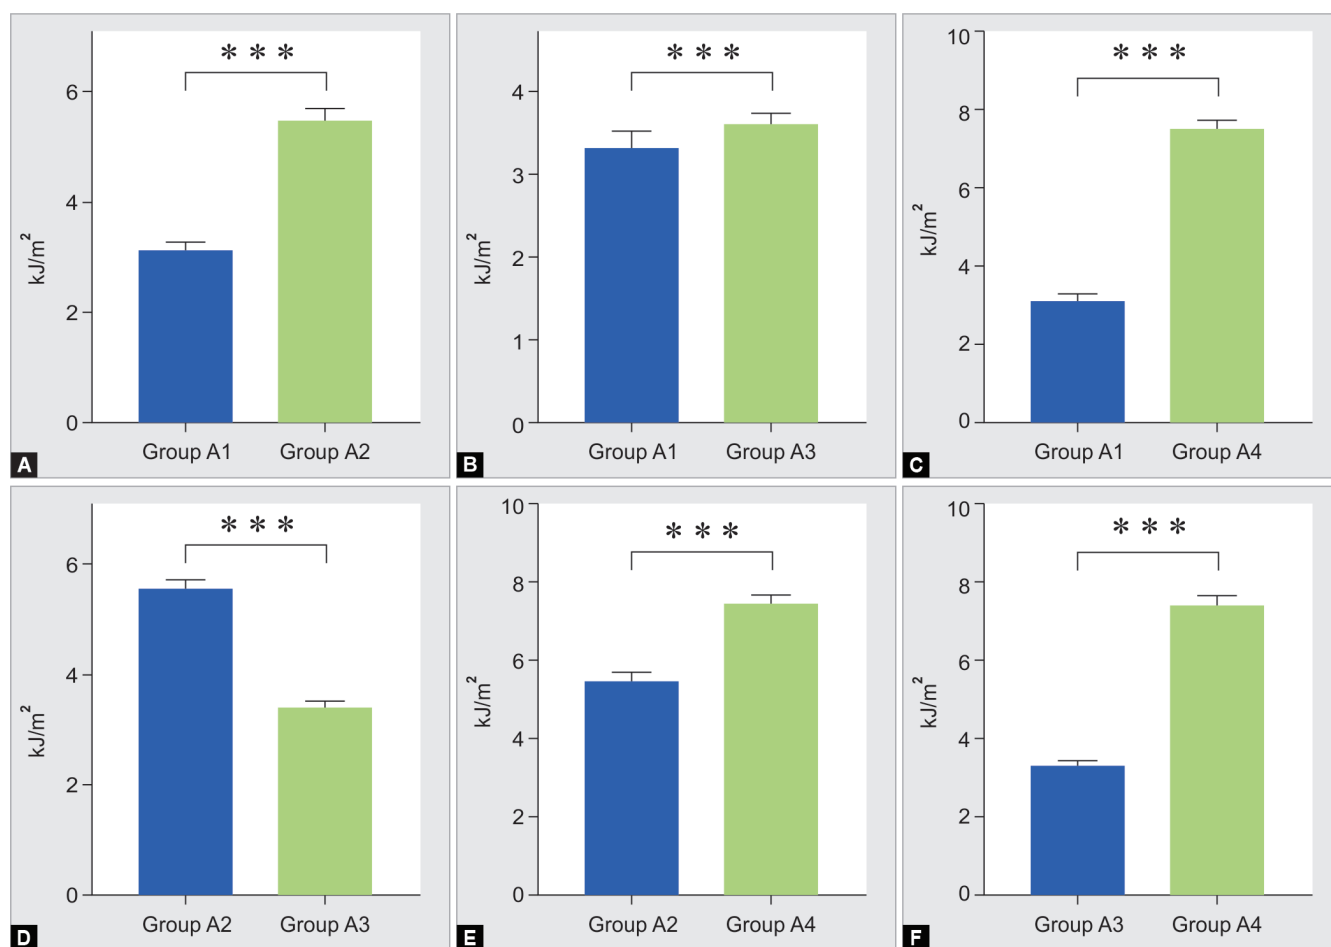 * * *
6
4
2
0
kJ/m²
Group A1 Group A2
A
* * *
4
3
2
1
0
kJ/m²
Group A1 Group A3
B
* * *
10
8
6
4
2
0
kJ/m²
Group A1 Group A4
C
* * *
6
4
2
0
kJ/m²
Group A2 Group A3
D
* * *
10
8
6
4
2
0
kJ/m²
Group A2 Group A4
E
* * *
10
8
6
4
2
0
kJ/m²
Group A3 Group A4
F